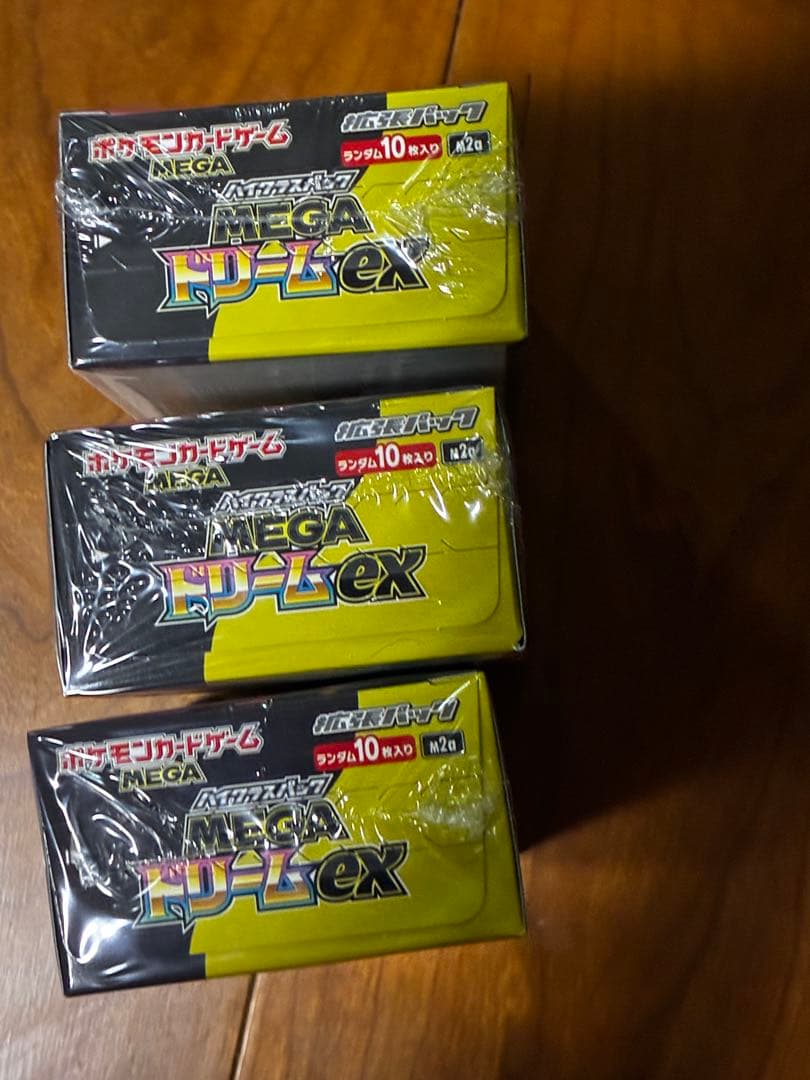 拡張パック
ポケモンカードゲーム
MEGA
ランダム10枚入り M2a
ハイクラスパック
MEGA
ドリームex
拡張パック
ポケモンカードゲーム
MEGA
ランダム10枚入り M2a
ハイクラスパック
MEGA
ドリームex
拡張パック
ポケモンカードゲーム
MEGA
ランダム10枚入り M2a
ハイクラスパック
MEGA
ドリームex